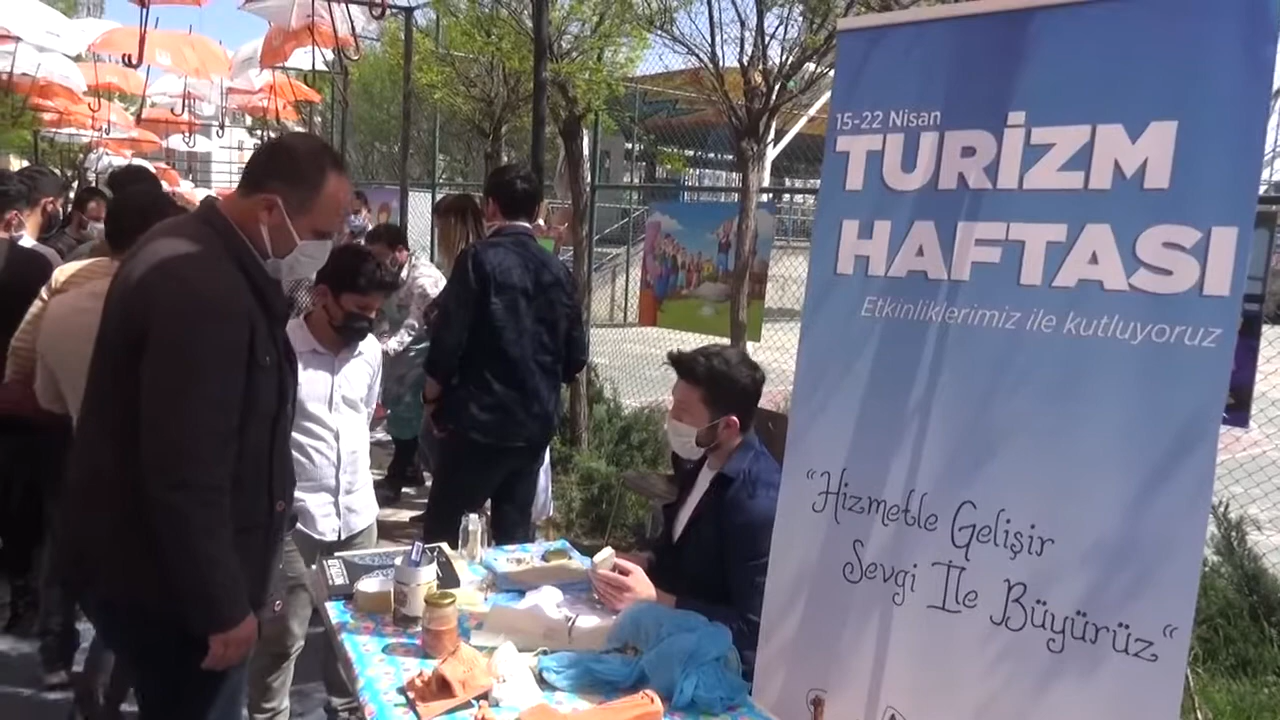 15-22 Nisan
TURİZM
HAFTASI
Etkinliklerimiz ile kutluyoruz
“Hizmetle Gelişir
Sevgi İle Büyürüz“